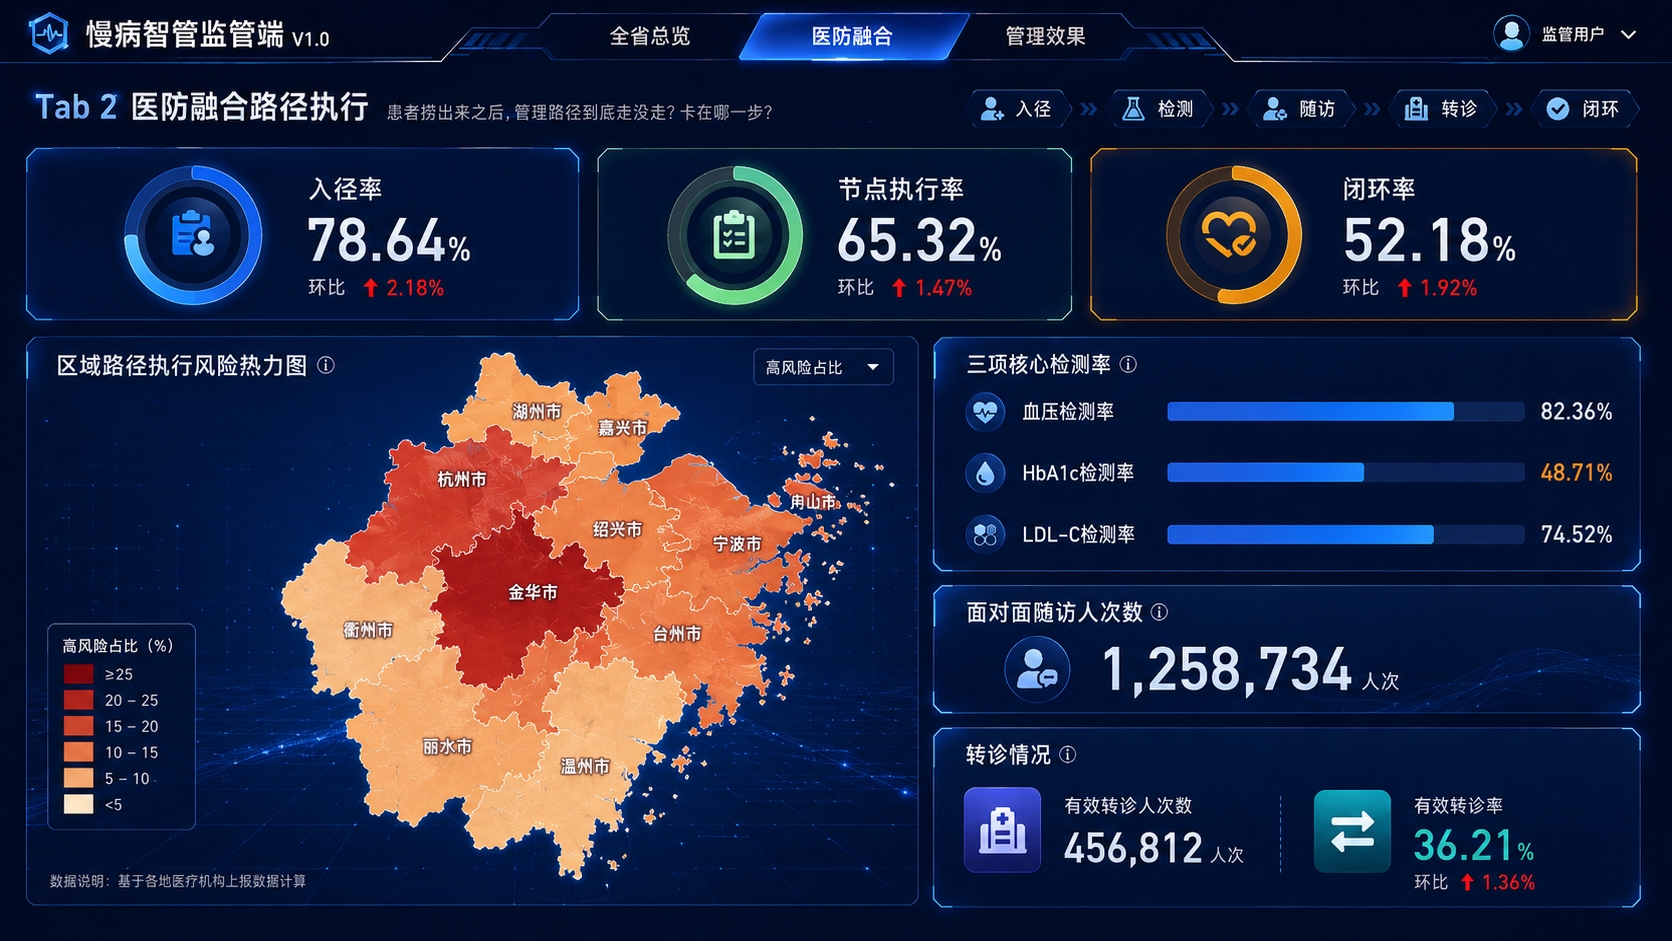 慢病智管监管端 V1.0
全省总览
医防融合
管理效果
监管用户
Tab 2 医防融合路径执行
患者捞出来之后，管理路径到底走没走？卡在哪一步？
入径
检测
随访
转诊
闭环
入径率
78.64%
环比 2.18%
节点执行率
65.32%
环比 1.47%
闭环率
52.18%
环比 1.92%
区域路径执行风险热力图
高风险占比
湖州市
嘉兴市
杭州市
山市
绍兴市
宁波市
金华市
衢州市
台州市
丽水市
温州市
高风险占比（%）
≥25
20 – 25
15 – 20
10 – 15
5 – 10
<5
数据说明：基于各地医疗机构上报数据计算
三项核心检测率
血压检测率 82.36%
HbA1c检测率 48.71%
LDL-C检测率 74.52%
面对面随访人次数
1,258,734 人次
转诊情况
有效转诊人次数
456,812 人次
有效转诊率
36.21%
环比 1.36%